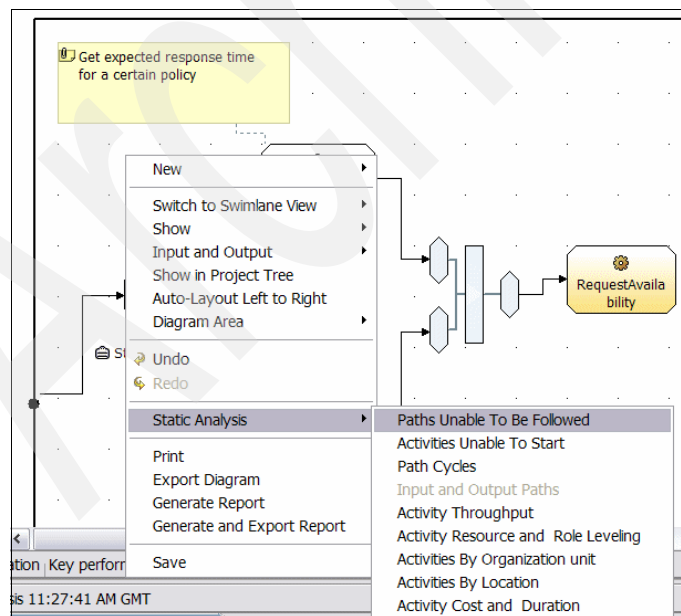 Get expected response time
for a certain policy
New
Switch to Swimlane View
Show
Input and Output
Show in Project Tree
Auto-Layout Left to Right
Diagram Area
Undo
Redo
Static Analysis
Print
Export Diagram
Generate Report
Generate and Export Report
Save
Paths Unable To Be Followed
Activities Unable To Start
Path Cycles
Input and Output Paths
Activity Throughput
Activity Resource and Role Leveling
Activities By Organization unit
Activities By Location
Activity Cost and Duration
RequestAvaila
bility
Key perfor
11:27:41 AM GMT